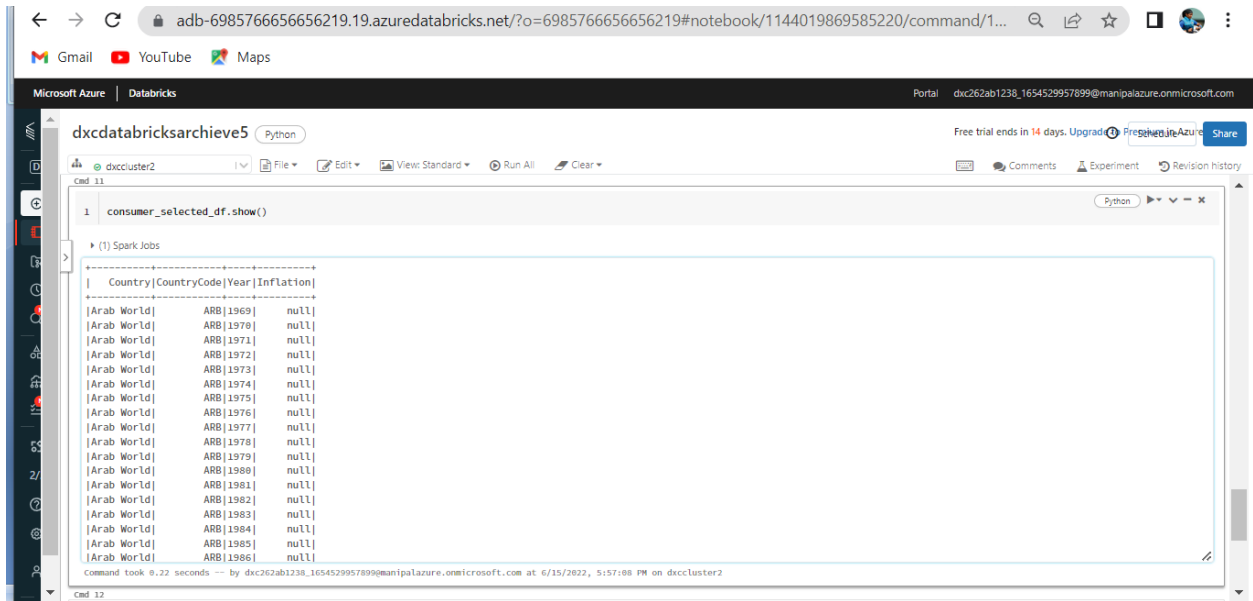 adb-6985766656656219.19.azuredatabricks.net/?o=6985766656656219#notebook/1144019869585220/command/1...
Gmail YouTube Maps
Microsoft Azure Databricks Portal dxc262ab1238_1654529957899@manipalazure.onmicrosoft.com
dxcdatabricksarchieve5 Python Free trial ends in 14 days. Upgrade to Premium in Azure Schedule Share
dxccluster2 File Edit View: Standard Run All Clear Comments Experiment Revision history
Cmd 11
1 consumer_selected_df.show() Python
(1) Spark Jobs
+----------+-----------+----+---------+
|   Country|CountryCode|Year|Inflation|
+----------+-----------+----+---------+
|Arab World|        ARB|1969|     null|
|Arab World|        ARB|1970|     null|
|Arab World|        ARB|1971|     null|
|Arab World|        ARB|1972|     null|
|Arab World|        ARB|1973|     null|
|Arab World|        ARB|1974|     null|
|Arab World|        ARB|1975|     null|
|Arab World|        ARB|1976|     null|
|Arab World|        ARB|1977|     null|
|Arab World|        ARB|1978|     null|
|Arab World|        ARB|1979|     null|
|Arab World|        ARB|1980|     null|
|Arab World|        ARB|1981|     null|
|Arab World|        ARB|1982|     null|
|Arab World|        ARB|1983|     null|
|Arab World|        ARB|1984|     null|
|Arab World|        ARB|1985|     null|
|Arab World|        ARB|1986|     null|
Command took 0.22 seconds -- by dxc262ab1238_1654529957899@manipalazure.onmicrosoft.com at 6/15/2022, 5:57:08 PM on dxccluster2
Cmd 12